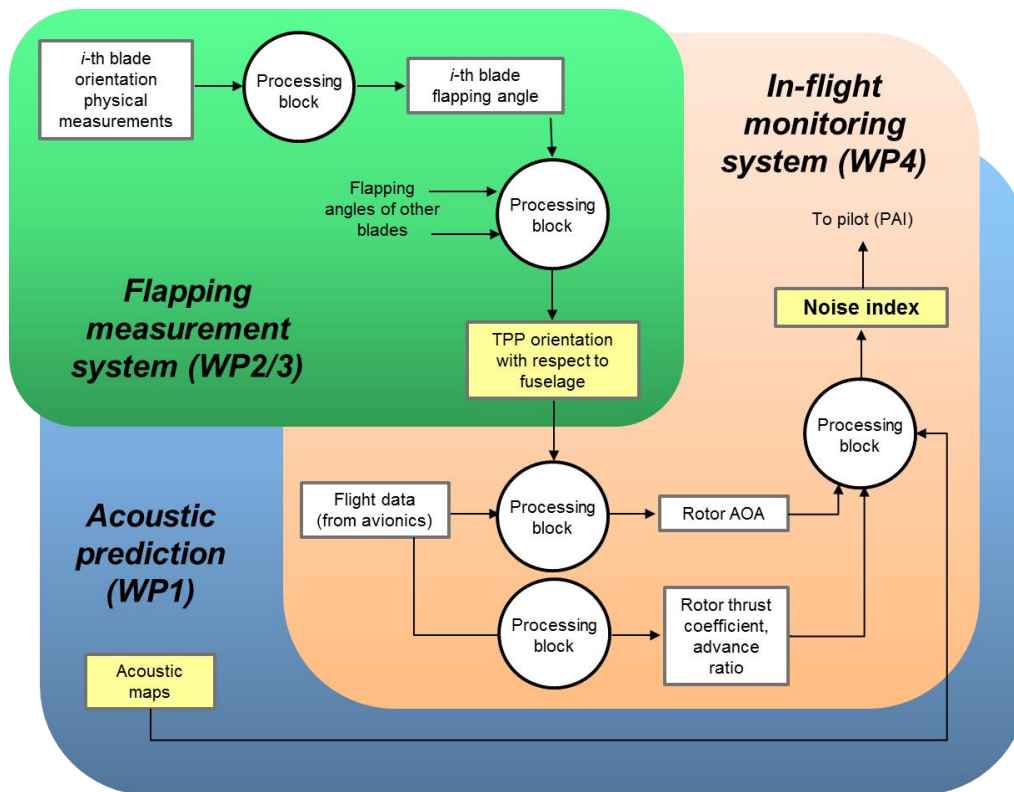 i-th blade
orientation
physical
measurements
Processing
block
i-th blade
flapping angle
Flapping
angles of other
blades
Processing
block
Flapping
measurement
system (WP2/3)
TPP orientation
with respect to
fuselage
In-flight
monitoring
system (WP4)
To pilot (PAI)
Noise index
Processing
block
Flight data
(from avionics)
Processing
block
Rotor AOA
Processing
block
Rotor thrust
coefficient,
advance
ratio
Acoustic
prediction
(WP1)
Acoustic
maps